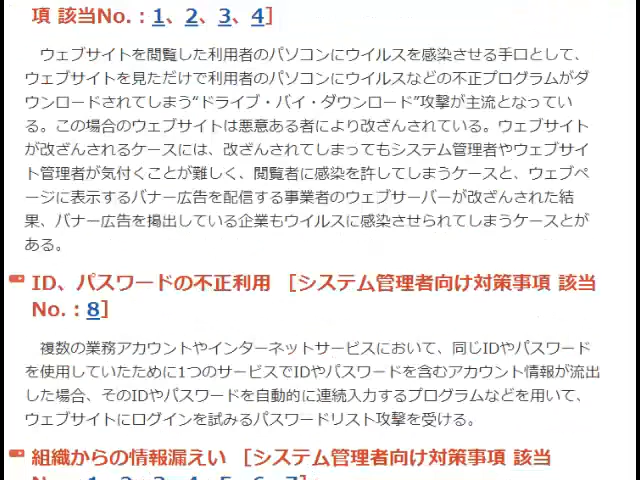 項 該当No.：1、2、3、4］
ウェブサイトを閲覧した利用者のパソコンにウイルスを感染させる手口として、
ウェブサイトを見ただけで利用者のパソコンにウイルスなどの不正プログラムがダ
ウンロードされてしまう“ドライブ・バイ・ダウンロード”攻撃が主流となってい
る。この場合のウェブサイトは悪意ある者により改ざんされている。ウェブサイト
が改ざんされるケースには、改ざんされてしまってもシステム管理者やウェブサイ
ト管理者が気付くことが難しく、閲覧者に感染を許してしまうケースと、ウェブペ
ージに表示するバナー広告を配信する事業者のウェブサーバーが改ざんされた結
果、バナー広告を掲出している企業もウイルスに感染させられてしまうケースとが
ある。
ID、パスワードの不正利用 ［システム管理者向け対策事項 該当
No.：8］
複数の業務アカウントやインターネットサービスにおいて、同じIDやパスワード
を使用していたために1つのサービスでIDやパスワードを含むアカウント情報が流出
した場合、そのIDやパスワードを自動的に連続入力するプログラムなどを用いて、
ウェブサイトにログインを試みるパスワードリスト攻撃を受ける。
組織からの情報漏えい ［システム管理者向け対策事項 該当
No.：1、2、3、4、5、6、7］